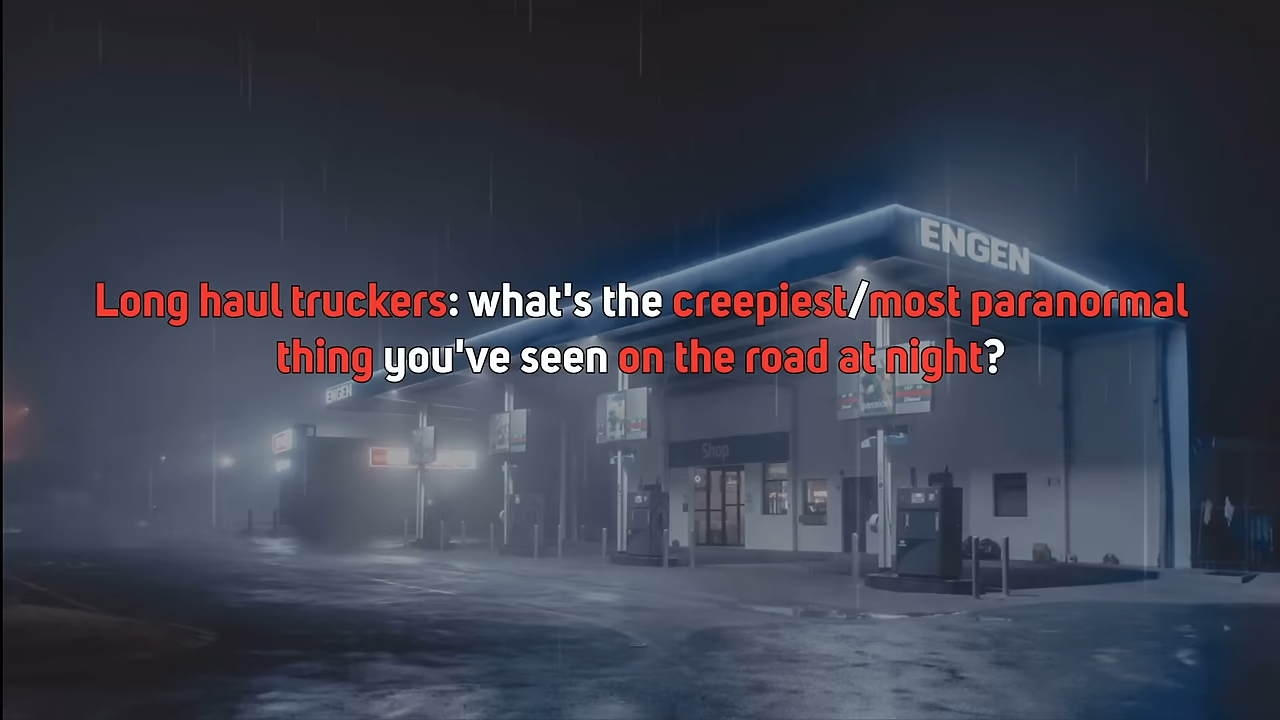 ENGEN
Long haul truckers: what's the creepiest/most paranormal
thing you've seen on the road at night?
ENGEN
Shop